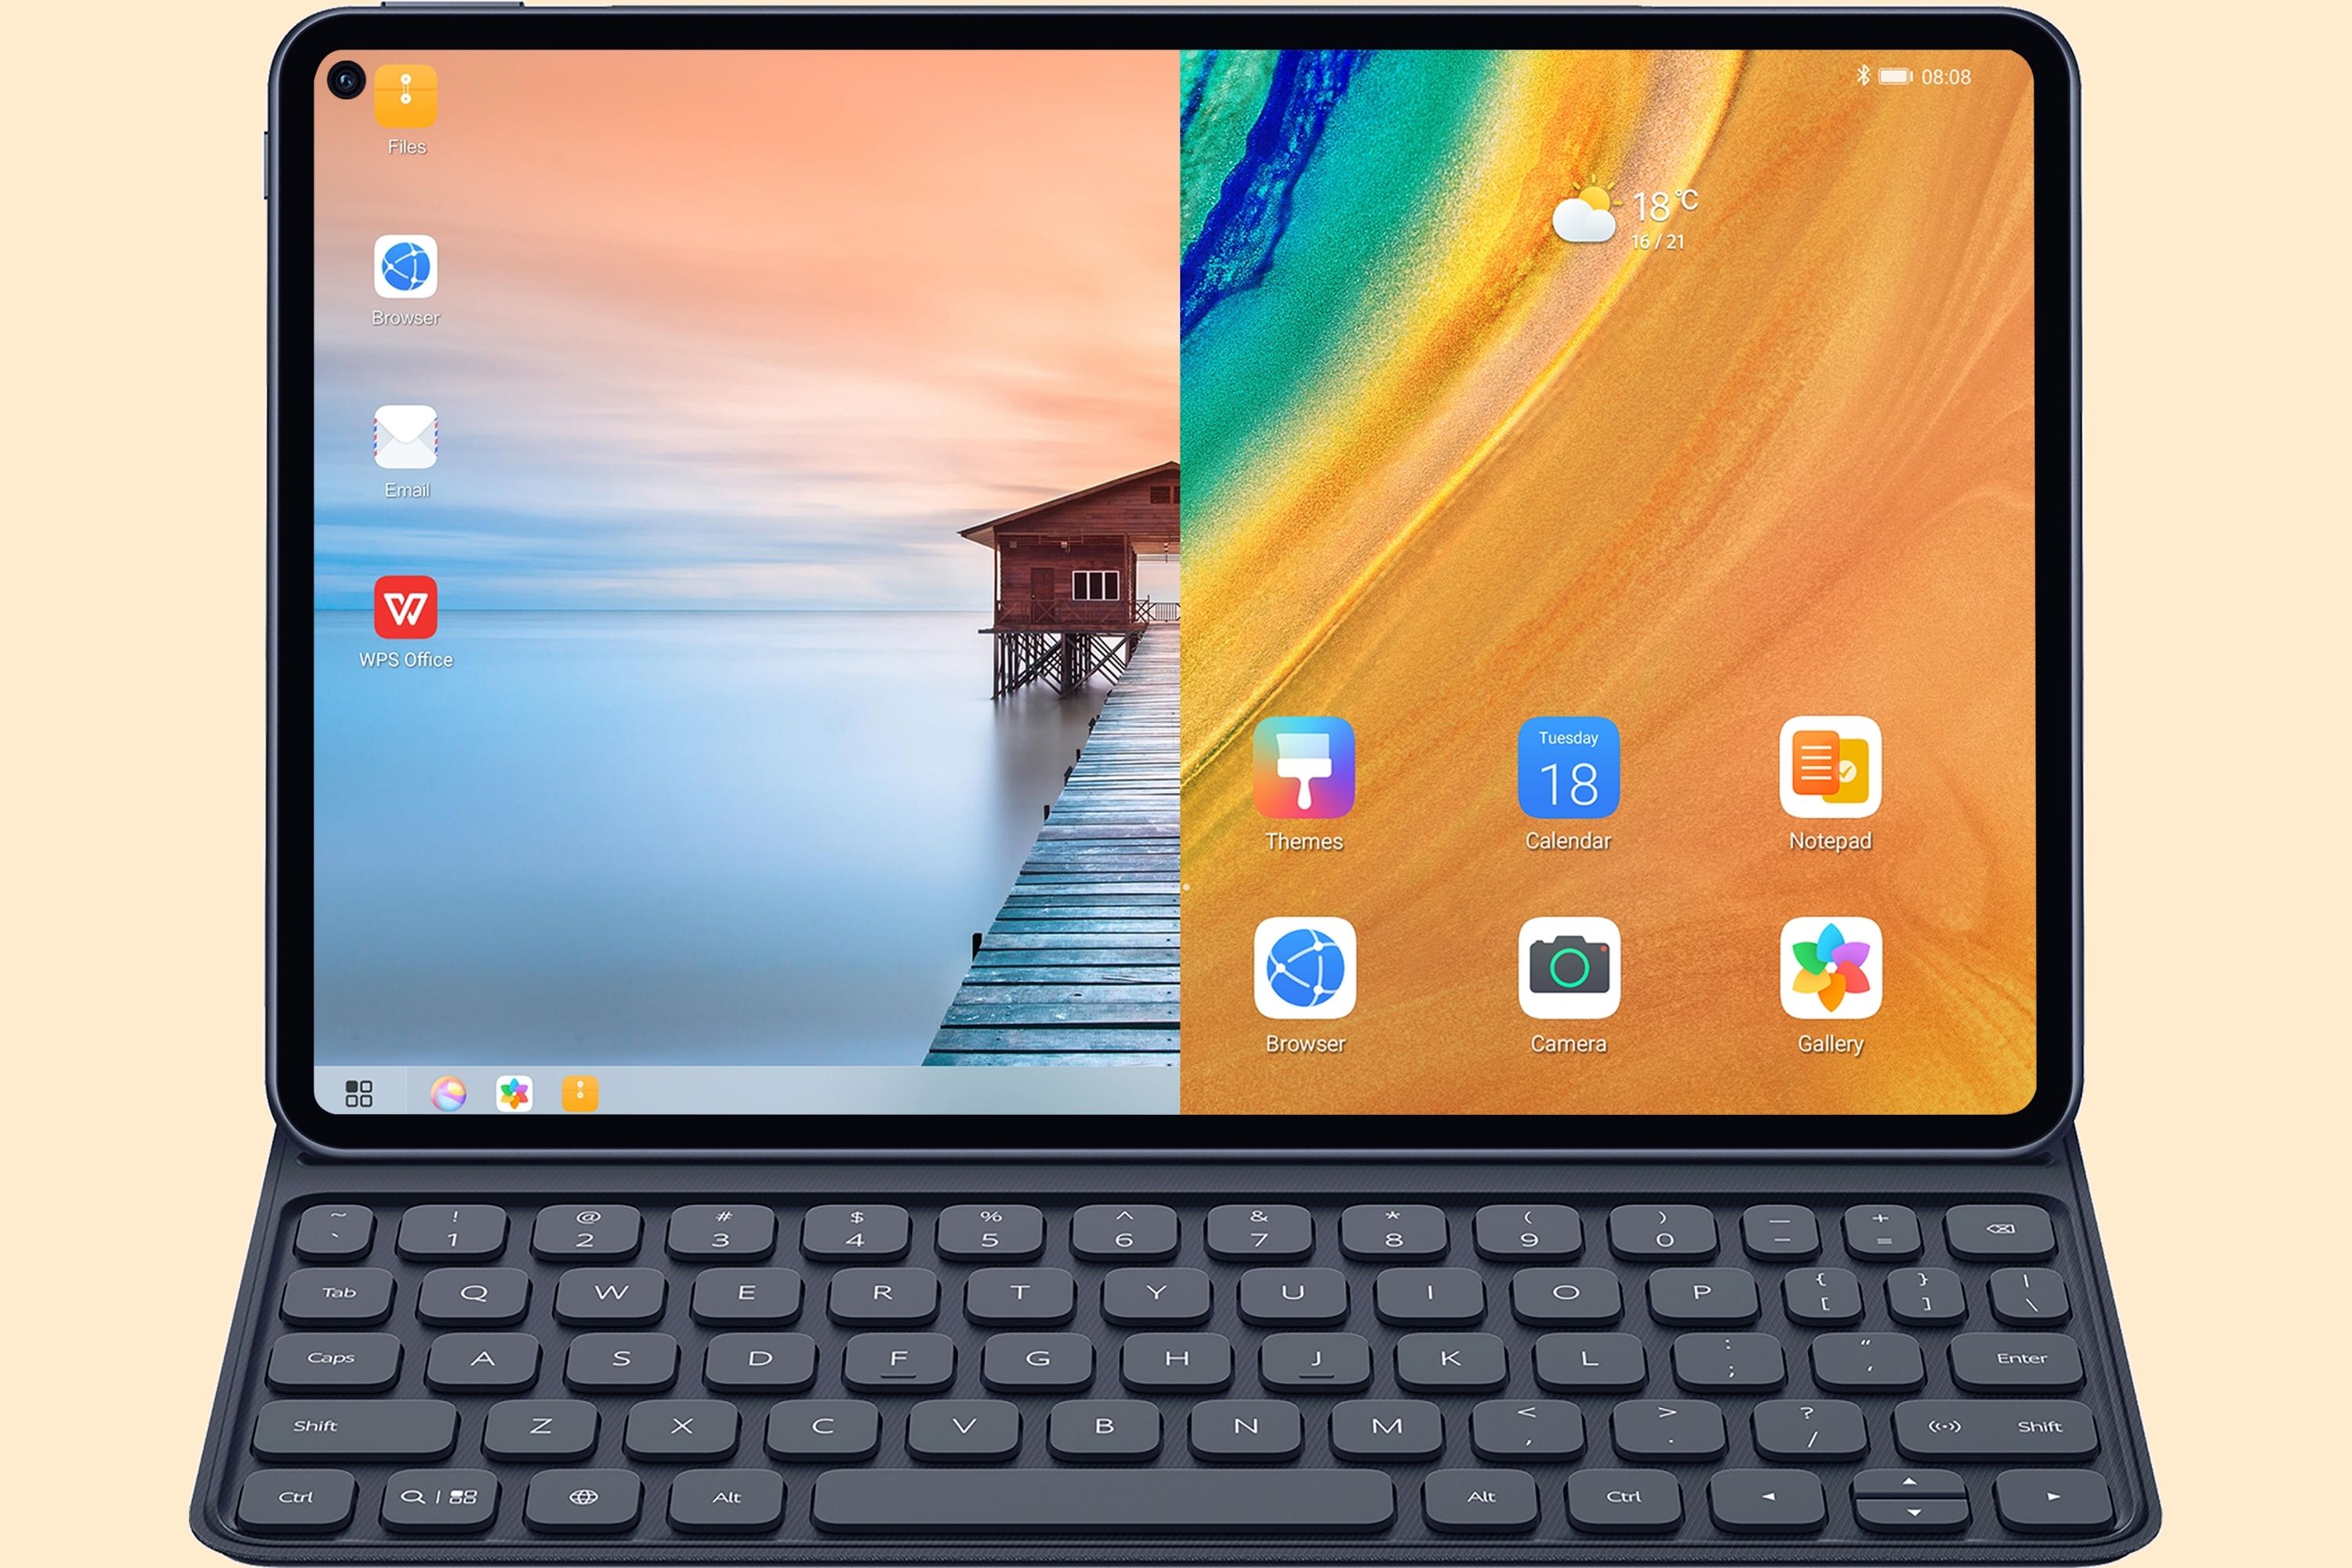 Files
Browser
Email
WPS Office
08:08
18°C
16 / 21
Tuesday
18
Themes
Calendar
Notepad
Browser
Camera
Gallery
~ ! @ # $ % ^ & * ( ) — +
` 1 2 3 4 5 6 7 8 9 0 – =
Tab Q W E R T Y U I O P { [ } ] | \
Caps A S D F G H J K L : ; “ ‘ Enter
Shift Z X C V B N M < , > . ? / Shift
Ctrl Alt Alt Ctrl